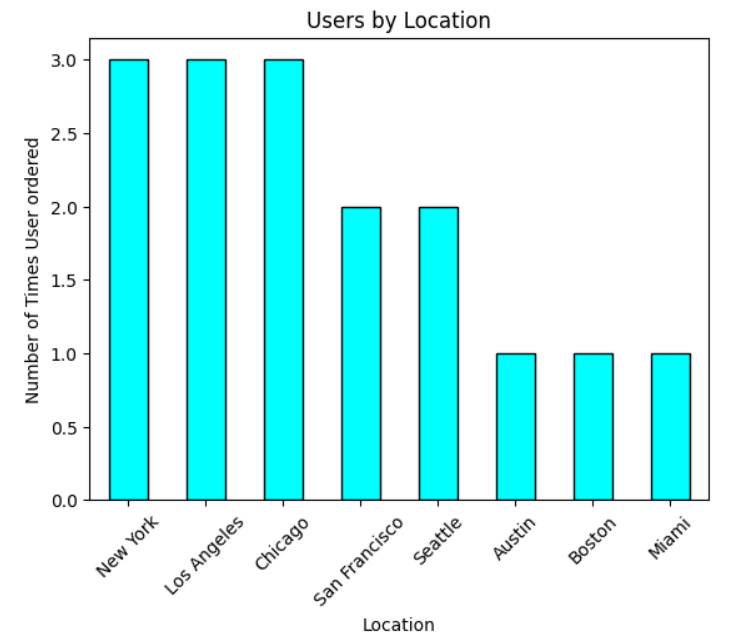 Users by Location
Number of Times User ordered
3.0
2.5
2.0
1.5
1.0
0.5
0.0
New York
Los Angeles
Chicago
San Francisco
Seattle
Austin
Boston
Miami
Location